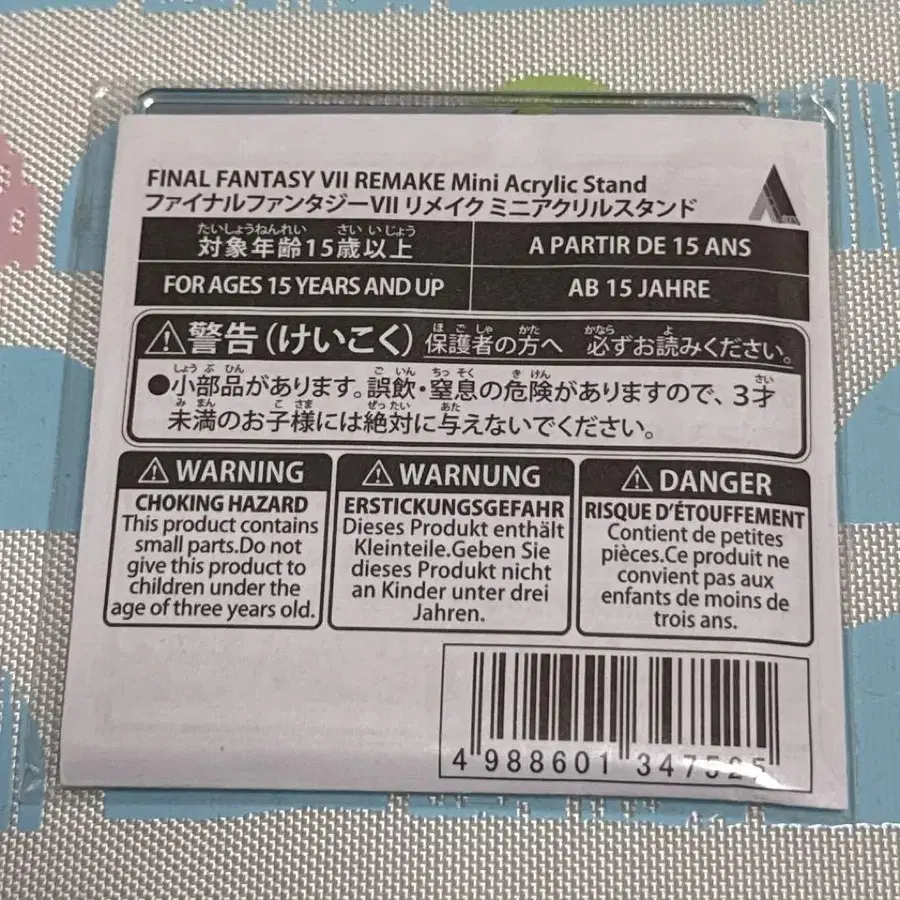 FINAL FANTASY VII REMAKE Mini Acrylic Stand
ファイナルファンタジーVII リメイク ミニアクリルスタンド
たいしょうねんれい さい いじょう
対象年齢15歳以上
A PARTIR DE 15 ANS
FOR AGES 15 YEARS AND UP
AB 15 JAHRE
ほ ご しゃ かた かなら よ
⚠警告(けいこく) 保護者の方へ 必ずお読みください。
しょう ぶ ひん ご いん ちっ そく き けん さい
●小部品があります。誤飲・窒息の危険がありますので、3才
み まん こ さま ぜったい あた
未満のお子様には絶対に与えないでください。
⚠ WARNING
CHOKING HAZARD
This product contains
small parts.Do not
give this product to
children under the
age of three years old.
⚠ WARNUNG
ERSTICKUNGSGEFAHR
Dieses Produkt enthält
Kleinteile.Geben Sie
dieses Produkt nicht
an Kinder unter drei
Jahren.
⚠ DANGER
RISQUE D'ÉTOUFFEMENT
Contient de petites
pièces.Ce produit ne
convient pas aux
enfants de moins de
trois ans.
4 988601 347525